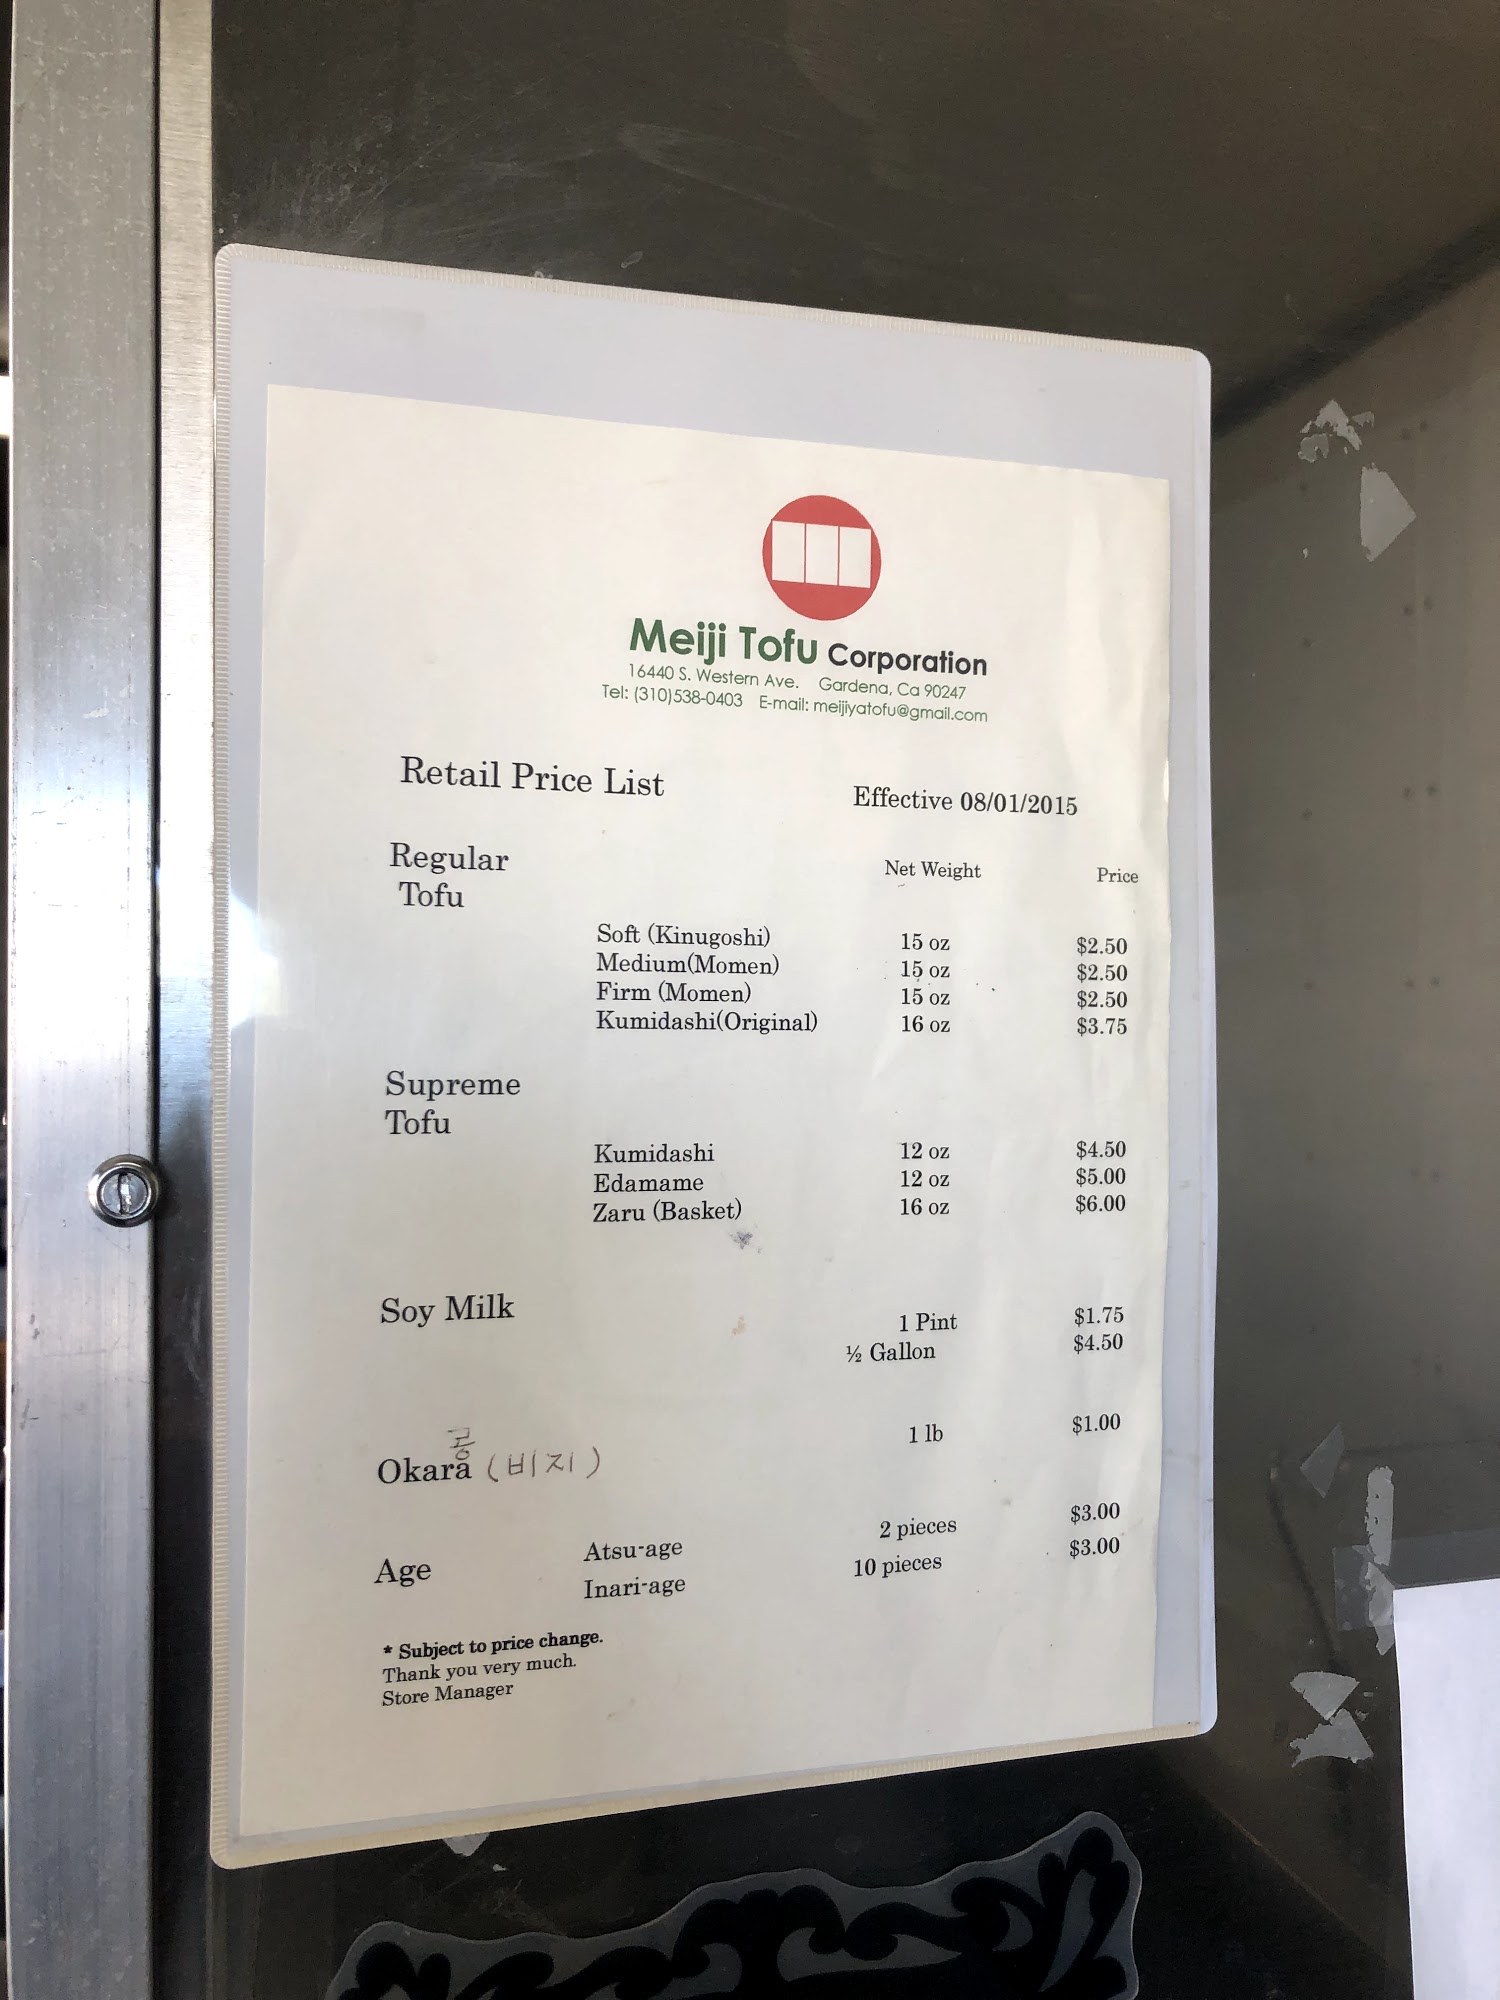 Meiji Tofu Corporation
16440 S. Western Ave. Gardena, Ca 90247
Tel: (310)538-0403 E-mail: meijiyatofu@gmail.com
Retail Price List Effective 08/01/2015
Regular Tofu Net Weight Price
Soft (Kinugoshi) 15 oz $2.50
Medium(Momen) 15 oz $2.50
Firm (Momen) 15 oz $2.50
Kumidashi(Original) 16 oz $3.75
Supreme Tofu
Kumidashi 12 oz $4.50
Edamame 12 oz $5.00
Zaru (Basket) 16 oz $6.00
Soy Milk 1 Pint $1.75
½ Gallon $4.50
콩
Okara (비지) 1 lb $1.00
Age Atsu-age 2 pieces $3.00
Inari-age 10 pieces $3.00
* Subject to price change.
Thank you very much.
Store Manager